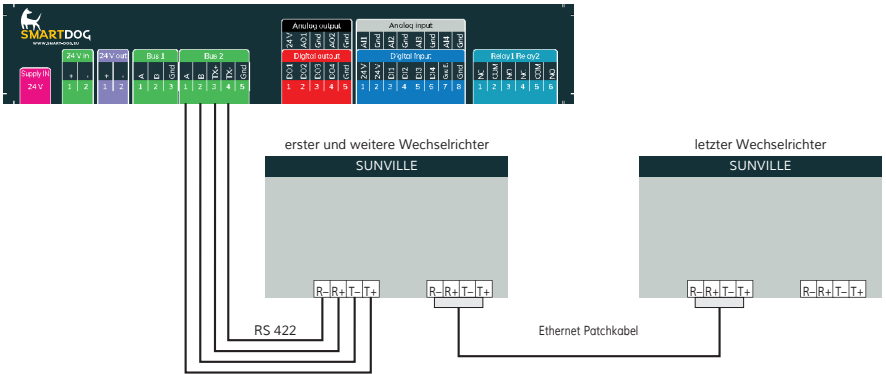 SMARTDOG
WWW.SMART-DOG.EU
Analog output
Analog input
24V AO1 Gnd AO2 Gnd
AI1 Gnd AI2 Gnd AI3 Gnd AI4 Gnd
24 V in
24 V out
Bus 1
Bus 2
Digital output
Digital Input
Relay1 Relay2
Supply IN
+ -
+ -
A B Gnd
A B TX+ TX- Gnd
DO1 DO2 DO3 DO4 Gnd
24 V 24 V DI1 DI2 DI3 DI4 Gnd
NC COM NO NC COM NO
24 V
1 2
1 2
1 2 3
1 2 3 4 5
1 2 3 4 5
1 2 3 4 5 6 7 8
1 2 3 4 5 6
erster und weitere Wechselrichter
letzter Wechselrichter
SUNVILLE
SUNVILLE
R− R+ T− T+
R− R+ T− T+
R− R+ T− T+
R− R+ T− T+
RS 422
Ethernet Patchkabel